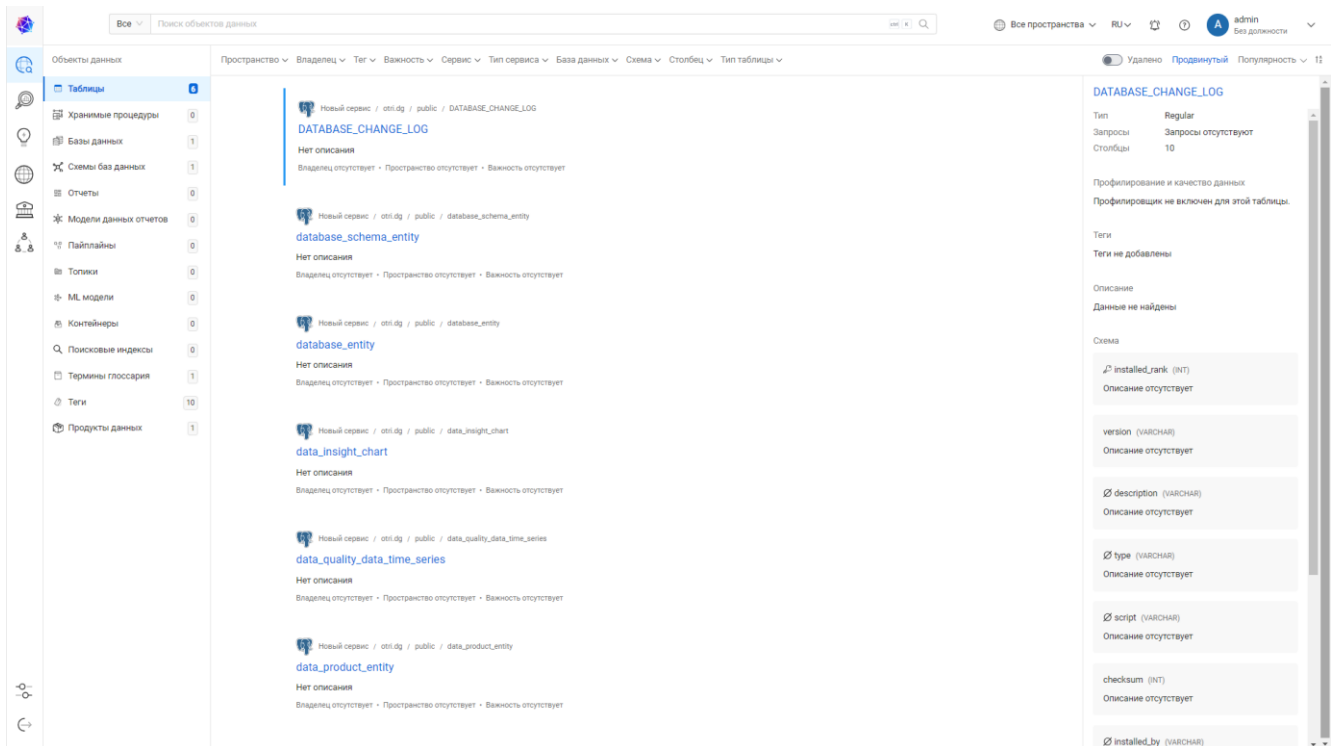 Все Поиск объектов данных ctrl K Все пространства RU A admin
Без должности
Объекты данных
Таблицы 6
Хранимые процедуры 0
Базы данных 1
Схемы баз данных 1
Отчеты 0
Модели данных отчетов 0
Пайплайны 0
Топики 0
ML модели 0
Контейнеры 0
Поисковые индексы 0
Термины глоссария 1
Теги 10
Продукты данных 1
Пространство Владелец Тег Важность Сервис Тип сервиса База данных Схема Столбец Тип таблицы Удалено Продвинутый Популярность
Новый сервис / otri.dg / public / DATABASE_CHANGE_LOG
DATABASE_CHANGE_LOG
Нет описания
Владелец отсутствует • Пространство отсутствует • Важность отсутствует
Новый сервис / otri.dg / public / database_schema_entity
database_schema_entity
Нет описания
Владелец отсутствует • Пространство отсутствует • Важность отсутствует
Новый сервис / otri.dg / public / database_entity
database_entity
Нет описания
Владелец отсутствует • Пространство отсутствует • Важность отсутствует
Новый сервис / otri.dg / public / data_insight_chart
data_insight_chart
Нет описания
Владелец отсутствует • Пространство отсутствует • Важность отсутствует
Новый сервис / otri.dg / public / data_quality_data_time_series
data_quality_data_time_series
Нет описания
Владелец отсутствует • Пространство отсутствует • Важность отсутствует
Новый сервис / otri.dg / public / data_product_entity
data_product_entity
Нет описания
Владелец отсутствует • Пространство отсутствует • Важность отсутствует
DATABASE_CHANGE_LOG
Тип Regular
Запросы Запросы отсутствуют
Столбцы 10
Профилирование и качество данных
Профилировщик не включен для этой таблицы.
Теги
Теги не добавлены
Описание
Данные не найдены
Схема
installed_rank (INT)
Описание отсутствует
version (VARCHAR)
Описание отсутствует
description (VARCHAR)
Описание отсутствует
type (VARCHAR)
Описание отсутствует
script (VARCHAR)
Описание отсутствует
checksum (INT)
Описание отсутствует
installed_by (VARCHAR)